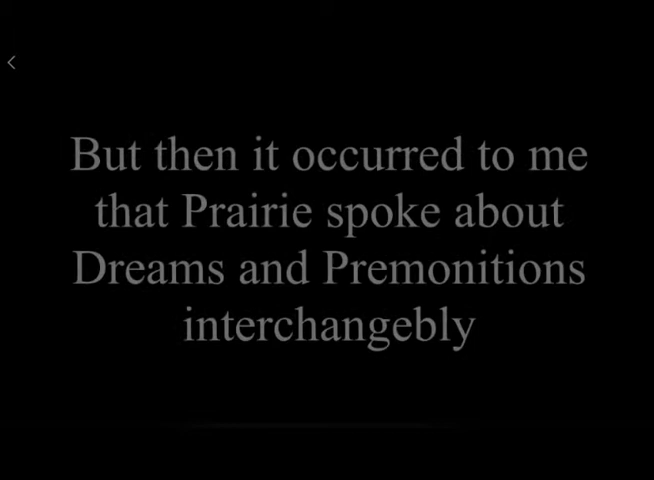 But then it occurred to me
that Prairie spoke about
Dreams and Premonitions
interchangebly